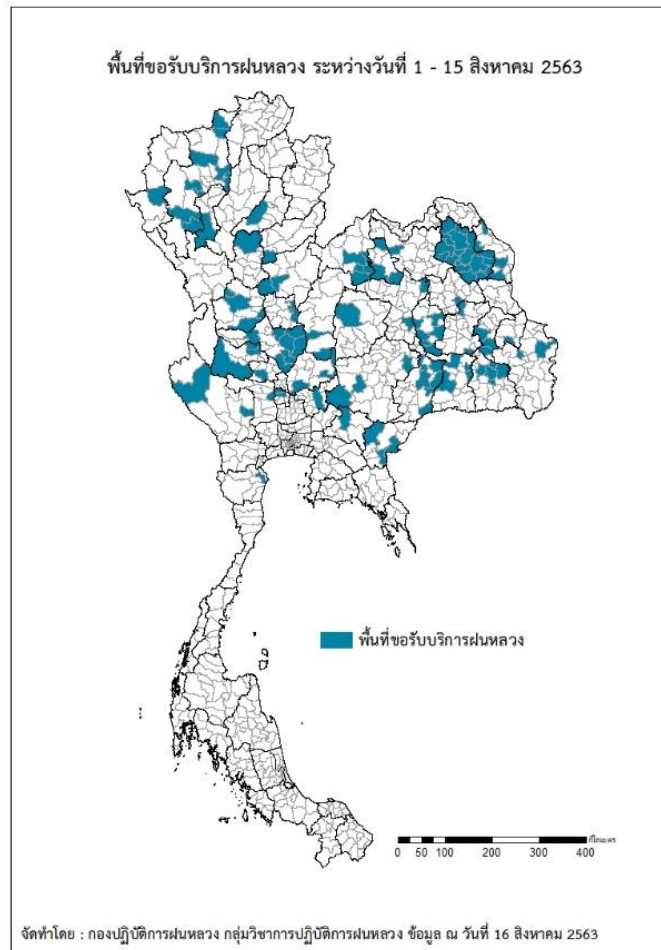 พื้นที่ขอรับบริการฝนหลวง ระหว่างวันที่ 1 - 15 สิงหาคม 2563
พื้นที่ขอรับบริการฝนหลวง
กิโลเมตร
0 50 100 200 300 400
จัดทำโดย : กองปฏิบัติการฝนหลวง กลุ่มวิชาการปฏิบัติการฝนหลวง ข้อมูล ณ วันที่ 16 สิงหาคม 2563